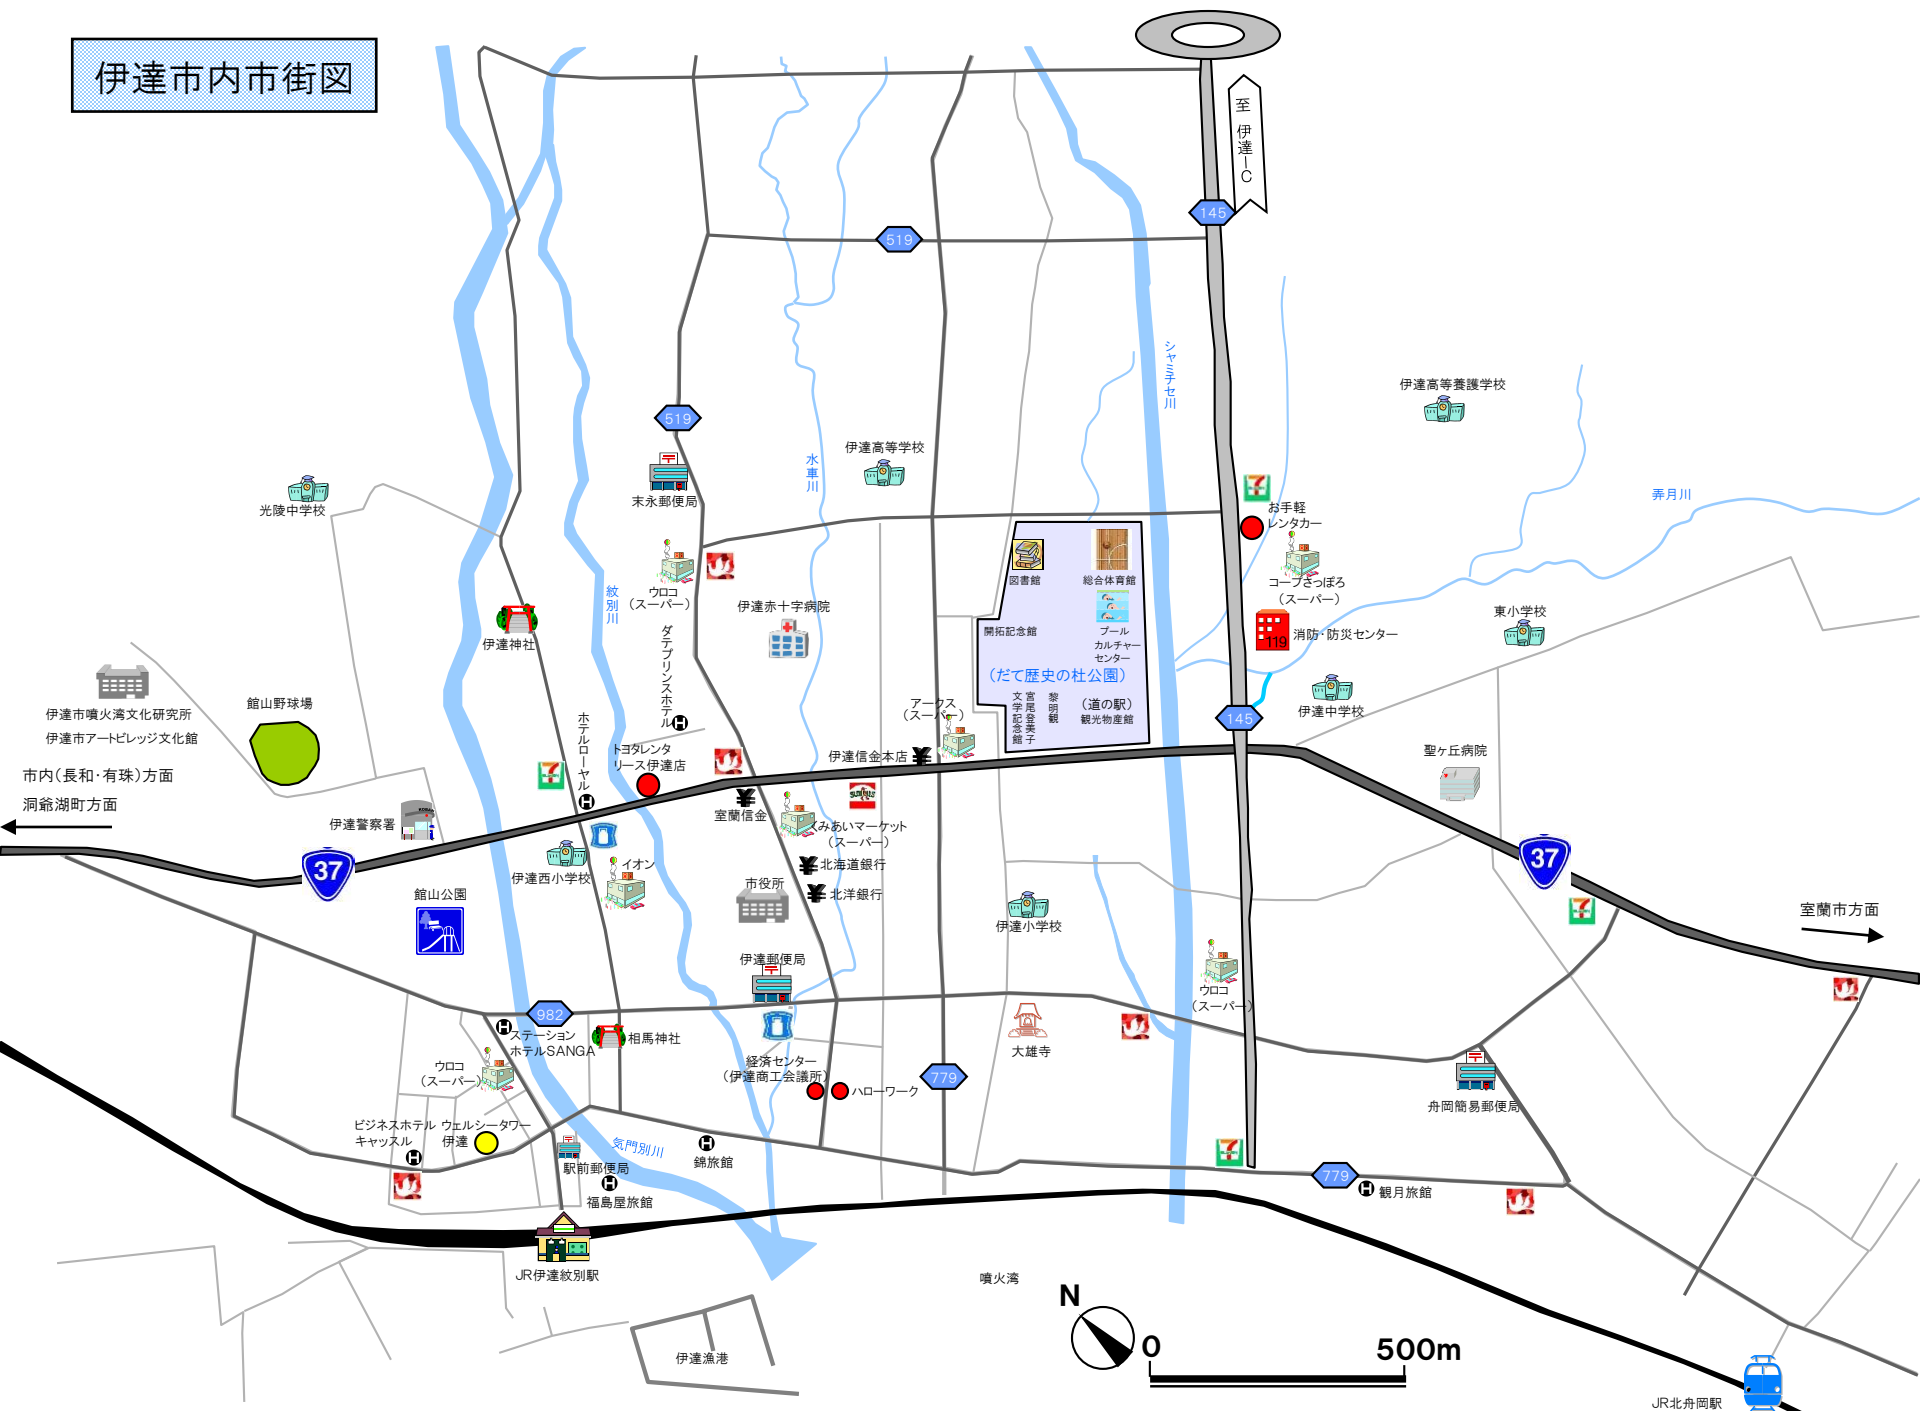 伊達市内市街図
至 伊達IC
145
519
シャミチセ川
伊達高等養護学校
519
伊達高等学校
水車川
弄月川
末永郵便局
光陵中学校
お手軽
レンタカー
図書館
総合体育館
コープさっぽろ
(スーパー)
ウロコ
(スーパー)
紋別川
伊達赤十字病院
東小学校
開拓記念館
プール
カルチャー
センター
消防・防災センター
119
伊達神社
ダテプリンスホテル
(だて歴史の杜公園)
宮尾登美子
文学記念館
黎明観
(道の駅)
観光物産館
伊達市噴火湾文化研究所
伊達市アートビレッジ文化館
館山野球場
ホテルローヤル
アークス
(スーパー)
145
伊達中学校
トヨタレンタ
リース伊達店
伊達信金本店
聖ヶ丘病院
市内(長和・有珠)方面
洞爺湖町方面
伊達警察署
KOBAN
室蘭信金
くみあいマーケット
(スーパー)
37
37
伊達西小学校
イオン
北海道銀行
市役所
北洋銀行
館山公園
伊達小学校
室蘭市方面
伊達郵便局
ウロコ
(スーパー)
982
ステーション
ホテルSANGA
相馬神社
大雄寺
ウロコ
(スーパー)
経済センター
(伊達商工会議所)
ハローワーク
779
舟岡簡易郵便局
ビジネスホテル
キャッスル
ウェルシータワー
伊達
気門別川
駅前郵便局
錦旅館
福島屋旅館
779
観月旅館
JR伊達紋別駅
噴火湾
伊達漁港
N
0
500m
JR北舟岡駅